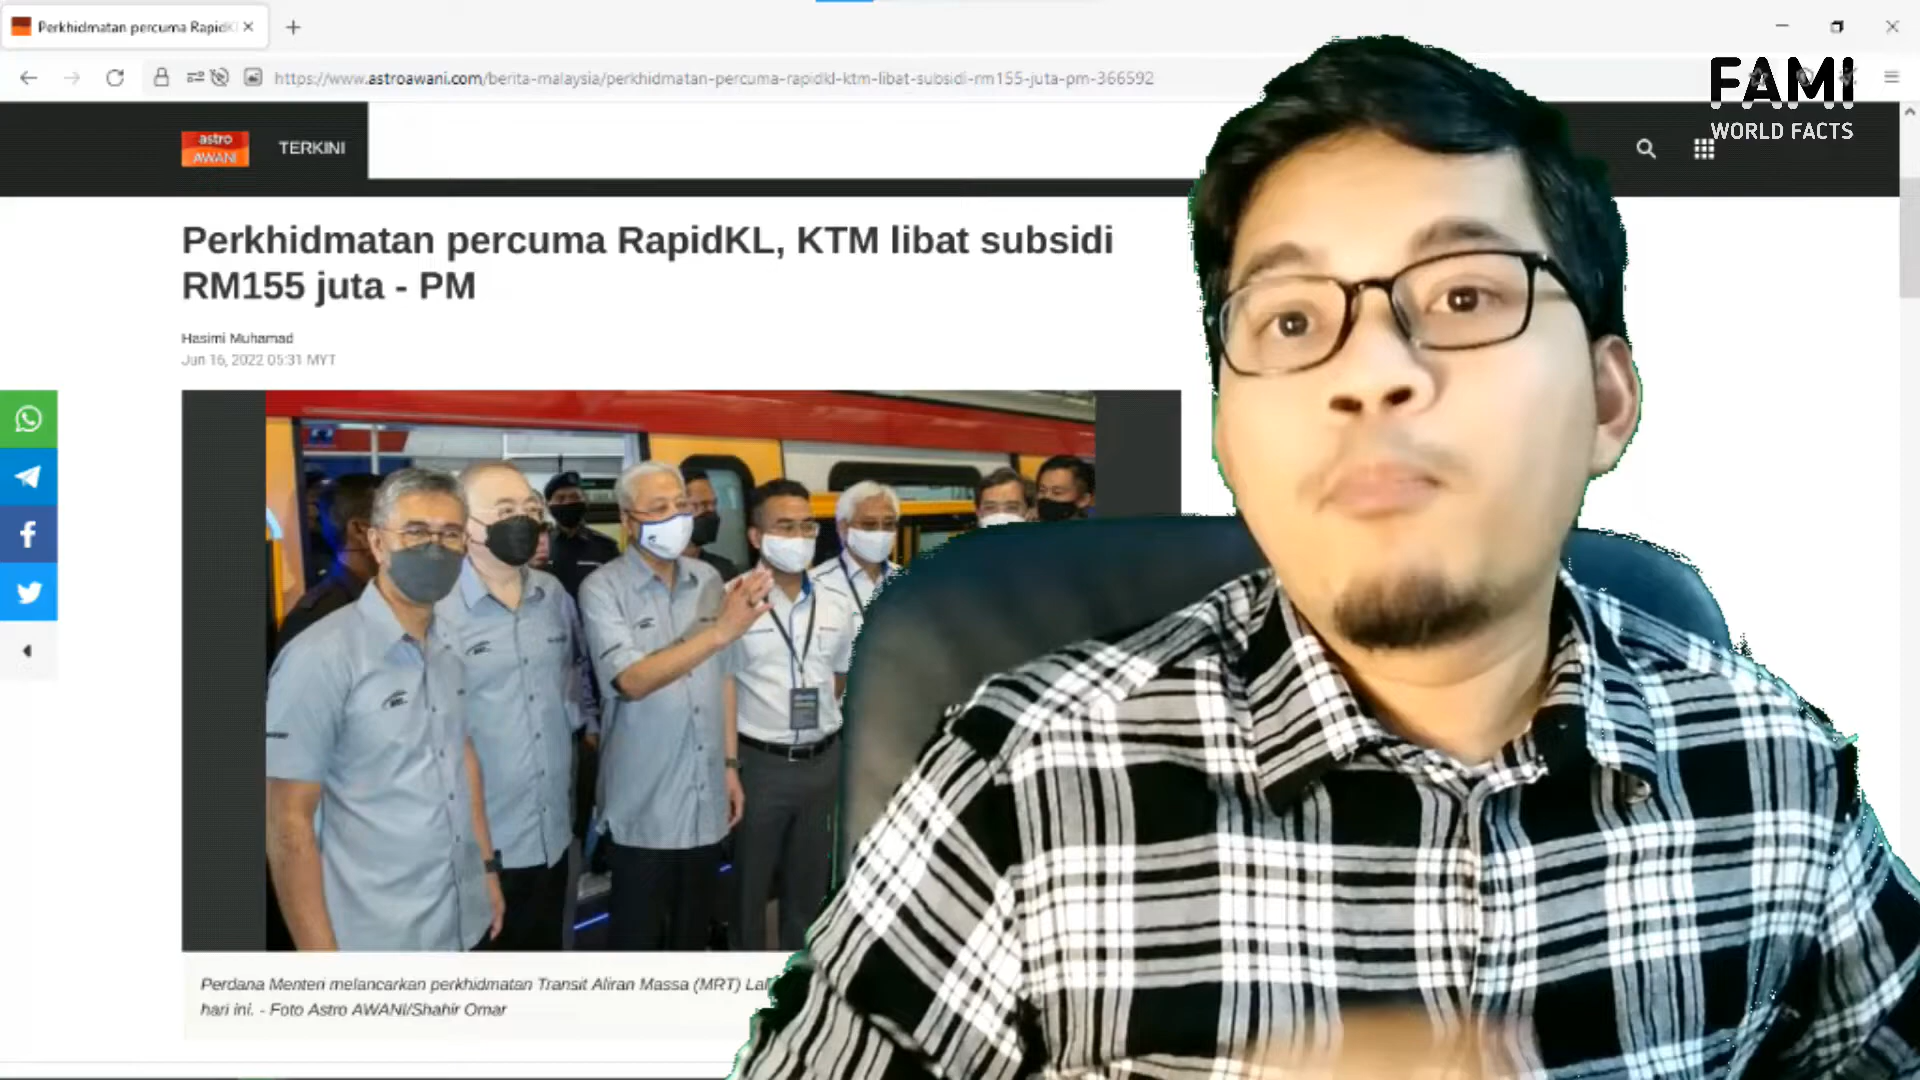 Perkhidmatan percuma Rapid
https://www.astroawani.com/berita-malaysia/perkhidmatan-percuma-rapidkl-ktm-libat-subsidi-rm155-juta-pm-366592
FAMI
WORLD FACTS
astro
AWANI
TERKINI
Perkhidmatan percuma RapidKL, KTM libat subsidi
RM155 juta - PM
Hasimi Muhamad
Jun 16, 2022 05:31 MYT
Perdana Menteri melancarkan perkhidmatan Transit Aliran Massa (MRT)
hari ini. - Foto Astro AWANI/Shahir Omar